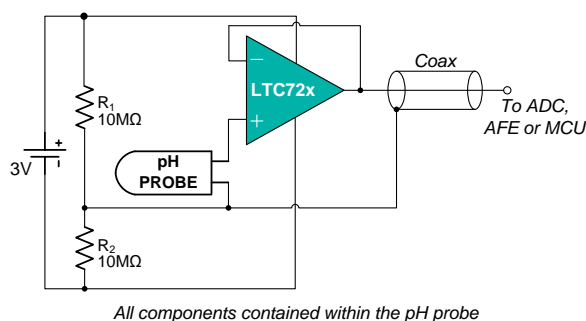 Coax
LTC72x
R1
10MΩ
To ADC,
AFE or MCU
3V
pH
PROBE
R2
10MΩ
All components contained within the pH probe